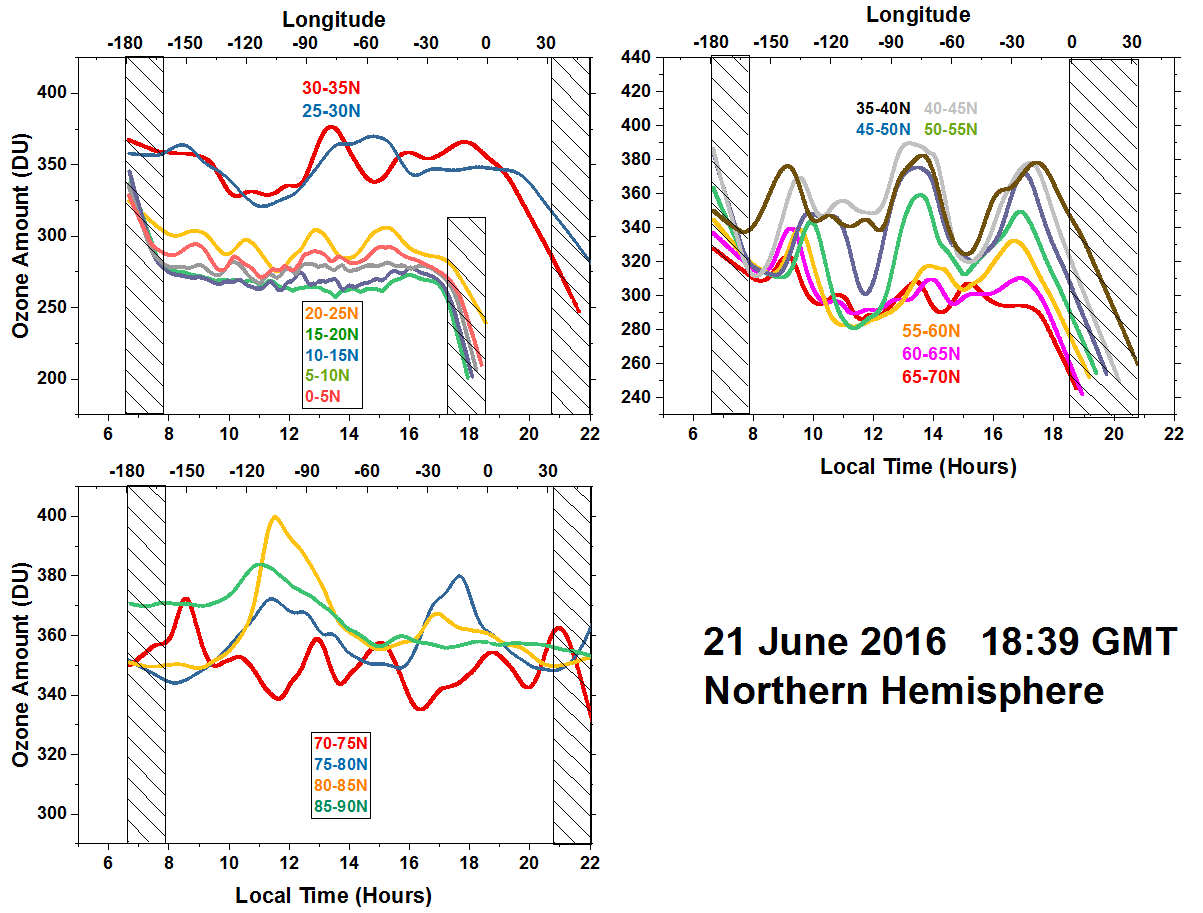 Longitude
-180 -150 -120 -90 -60 -30 0 30
Ozone Amount (DU)
400
350
300
250
200
30-35N
25-30N
20-25N
15-20N
10-15N
5-10N
0-5N
6 8 10 12 14 16 18 20 22
Longitude
-180 -150 -120 -90 -60 -30 0 30
440
420
400
380
360
340
320
300
280
260
240
35-40N 40-45N
45-50N 50-55N
55-60N
60-65N
65-70N
6 8 10 12 14 16 18 20 22
Local Time (Hours)
-180 -150 -120 -90 -60 -30 0 30
Ozone Amount (DU)
400
380
360
340
320
300
70-75N
75-80N
80-85N
85-90N
6 8 10 12 14 16 18 20 22
Local Time (Hours)
21 June 2016 18:39 GMT
Northern Hemisphere